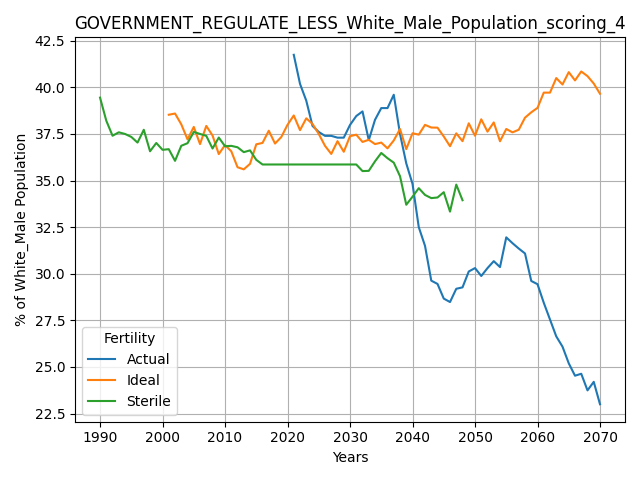 GOVERNMENT_REGULATE_LESS_White_Male_Population_scoring_4
% of White_Male Population
42.5
40.0
37.5
35.0
32.5
30.0
27.5
25.0
22.5
Fertility
Actual
Ideal
Sterile
1990 2000 2010 2020 2030 2040 2050 2060 2070
Years